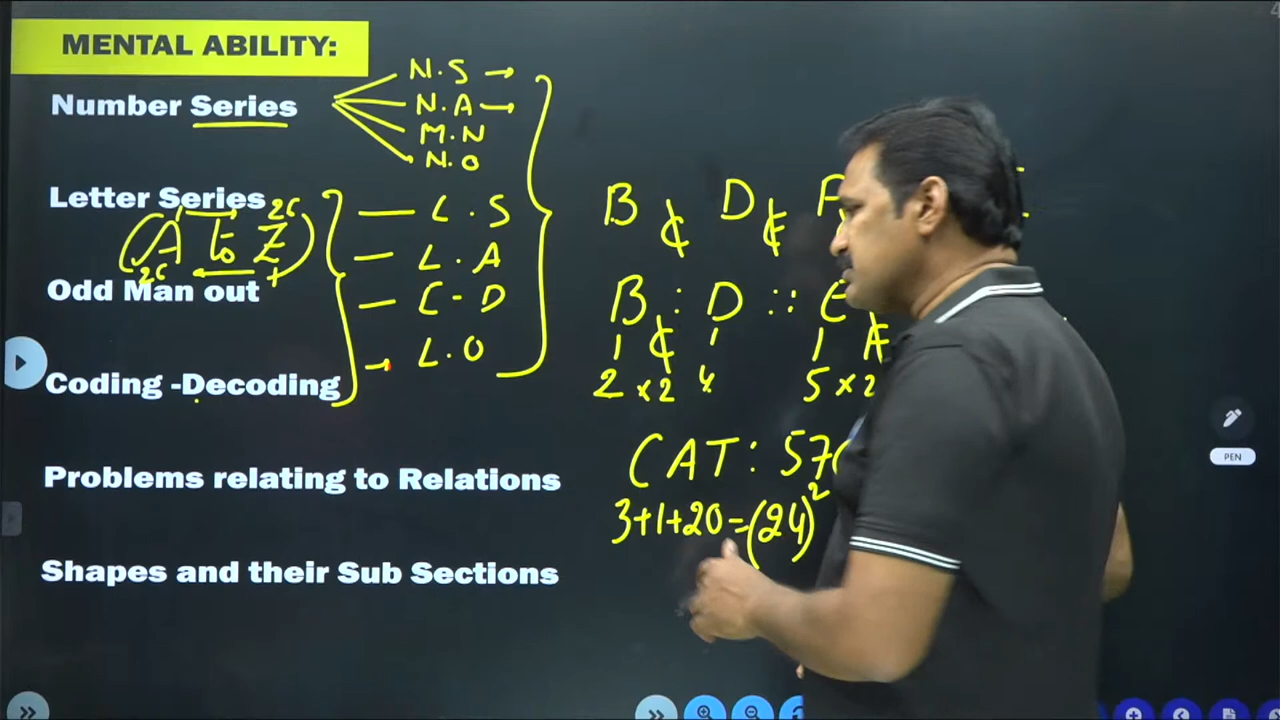 MENTAL ABILITY:
Number Series
N.S →
N.A →
M.N
N.O
Letter Series
L.S
(A to Z)
26
26
L.A
Odd Man out
C-D
L.O
Coding -Decoding
Problems relating to Relations
Shapes and their Sub Sections
B D
B : D :: E
2 ×2 4 5 ×2
CAT: 57
3+1+20=(24)²
PEN